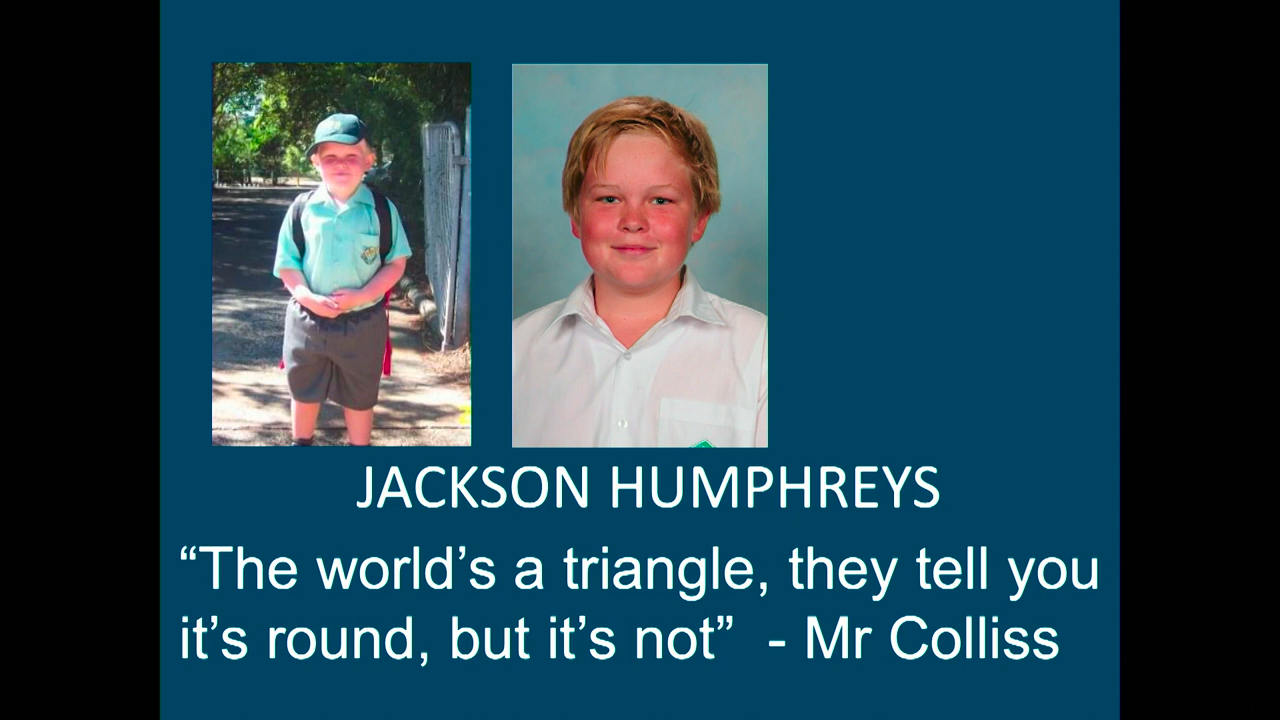 JACKSON HUMPHREYS
“The world’s a triangle, they tell you
it’s round, but it’s not”  - Mr Colliss